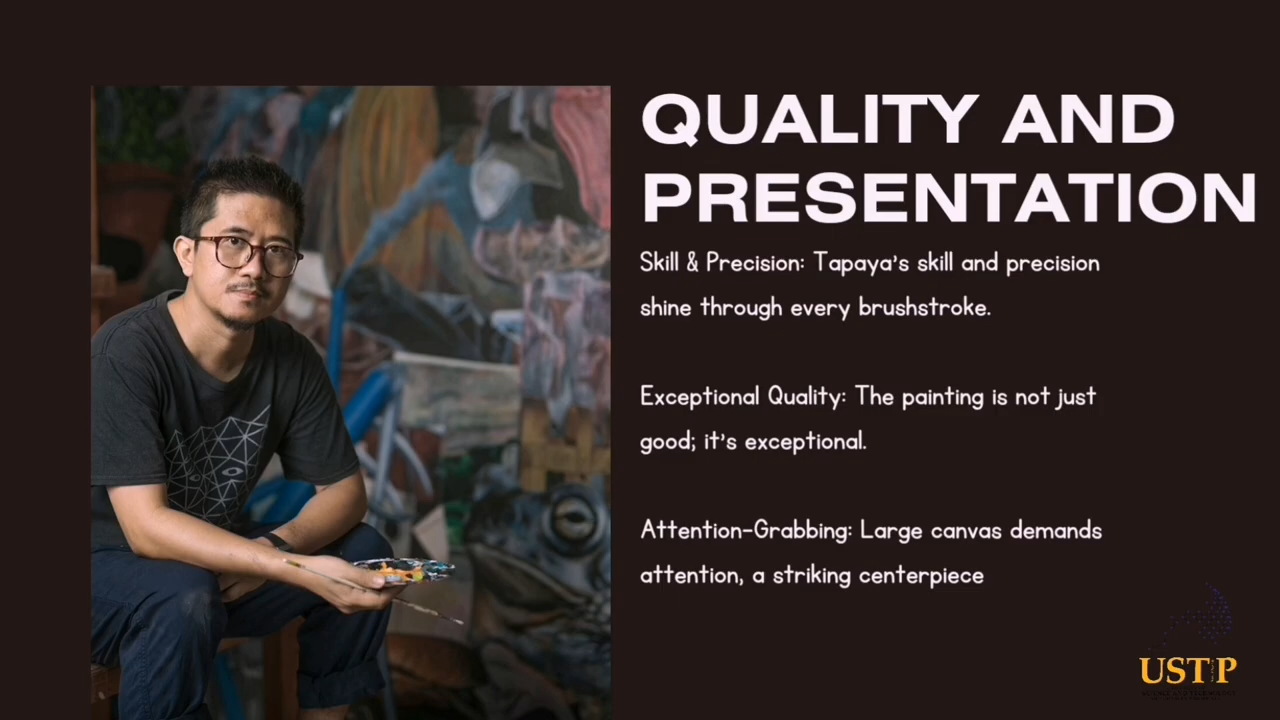 QUALITY AND
PRESENTATION
Skill & Precision: Tapaya's skill and precision
shine through every brushstroke.
Exceptional Quality: The painting is not just
good; it's exceptional.
Attention-Grabbing: Large canvas demands
attention, a striking centerpiece
USTP